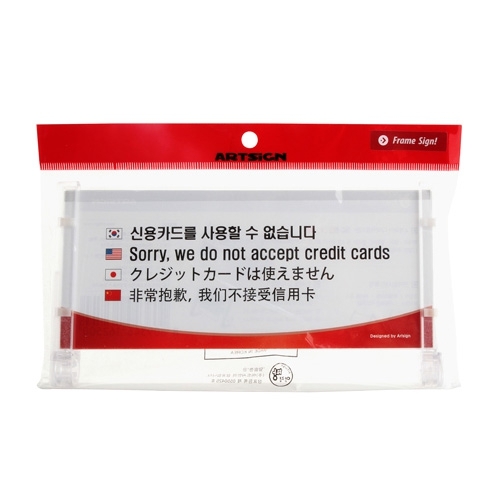 Frame Sign!
ARTSIGN
신용카드를 사용할 수 없습니다
Sorry, we do not accept credit cards
クレジットカードは使えません
非常抱歉, 我们不接受信用卡
Designed by Artsign